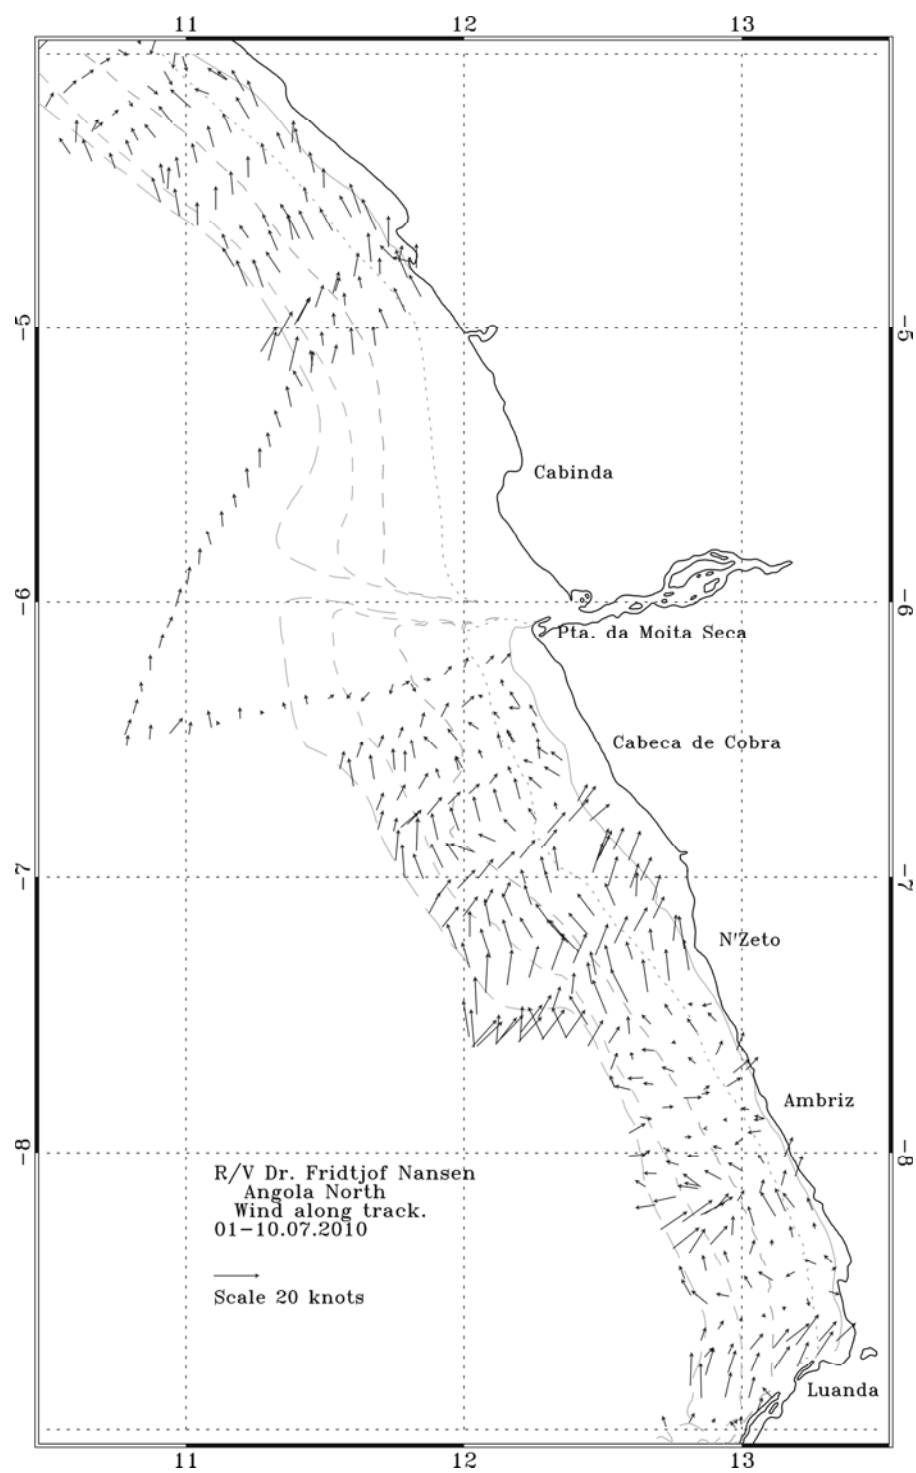 11 12 13
-5 -5
Cabinda
-6 -6
Pta. da Moita Seca
Cabeca de Cobra
-7 -7
N'Zeto
Ambriz
-8 -8
R/V Dr. Fridtjof Nansen
Angola North
Wind along track.
01-10.07.2010
Scale 20 knots
Luanda
11 12 13